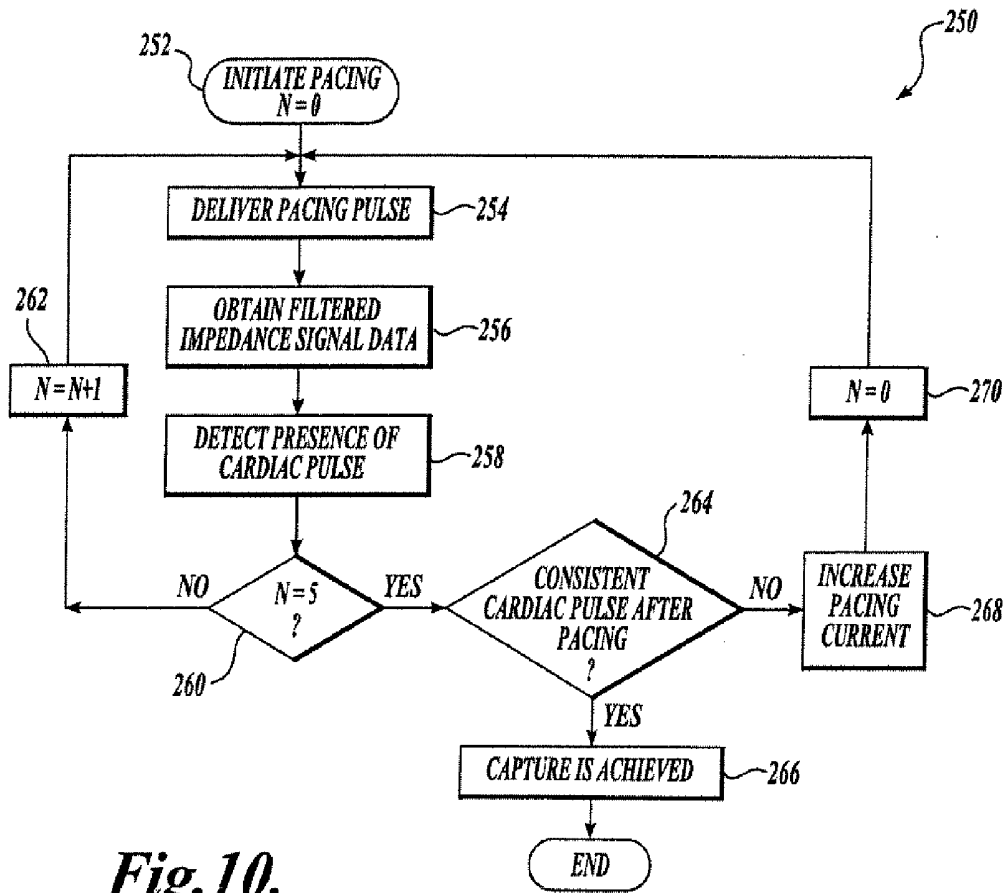 250
252
INITIATE PACING
N = 0
DELIVER PACING PULSE
254
262
OBTAIN FILTERED
IMPEDANCE SIGNAL DATA
256
N = N+1
N = 0
270
DETECT PRESENCE OF
CARDIAC PULSE
258
264
NO
N = 5
?
YES
CONSISTENT
CARDIAC PULSE AFTER
PACING
?
NO
INCREASE
PACING
CURRENT
268
260
YES
CAPTURE IS ACHIEVED
266
END
Fig.10.